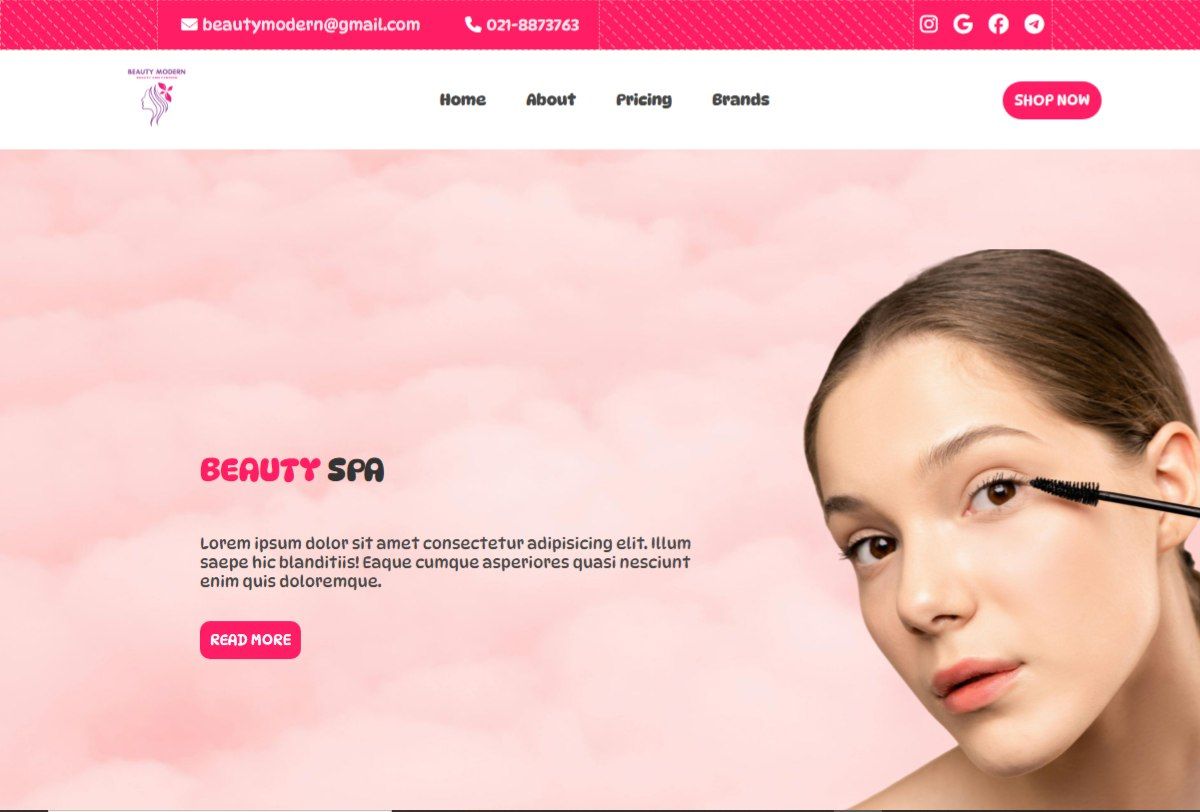 beautymodern@gmail.com 021-8873763
BEAUTY MODERN
Home About Pricing Brands
SHOP NOW
BEAUTY SPA
Lorem ipsum dolor sit amet consectetur adipisicing elit. Illum
saepe hic blanditiis! Eaque cumque asperiores quasi nesciunt
enim quis doloremque.
READ MORE